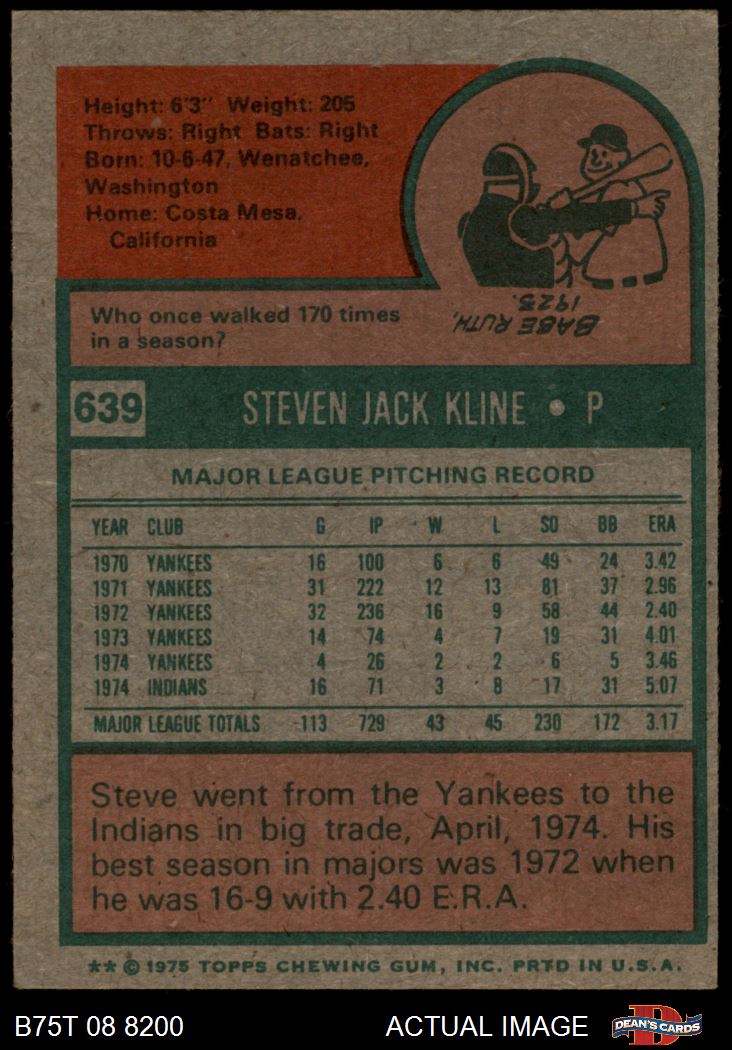 Height: 6'3" Weight: 205
Throws: Right Bats: Right
Born: 10-6-47, Wenatchee,
Washington
Home: Costa Mesa,
California
Who once walked 170 times
in a season?
BABE RUTH,
1923.
639 STEVEN JACK KLINE • P
MAJOR LEAGUE PITCHING RECORD
YEAR CLUB G IP W L SO BB ERA
1970 YANKEES 16 100 6 6 49 24 3.42
1971 YANKEES 31 222 12 13 81 37 2.96
1972 YANKEES 32 236 16 9 58 44 2.40
1973 YANKEES 14 74 4 7 19 31 4.01
1974 YANKEES 4 26 2 2 6 5 3.46
1974 INDIANS 16 71 3 8 17 31 5.07
MAJOR LEAGUE TOTALS 113 729 43 45 230 172 3.17
Steve went from the Yankees to the
Indians in big trade, April, 1974. His
best season in majors was 1972 when
he was 16-9 with 2.40 E.R.A.
** © 1975 TOPPS CHEWING GUM, INC. PRTD IN U.S.A.
B75T 08 8200 ACTUAL IMAGE DEAN'S CARDS